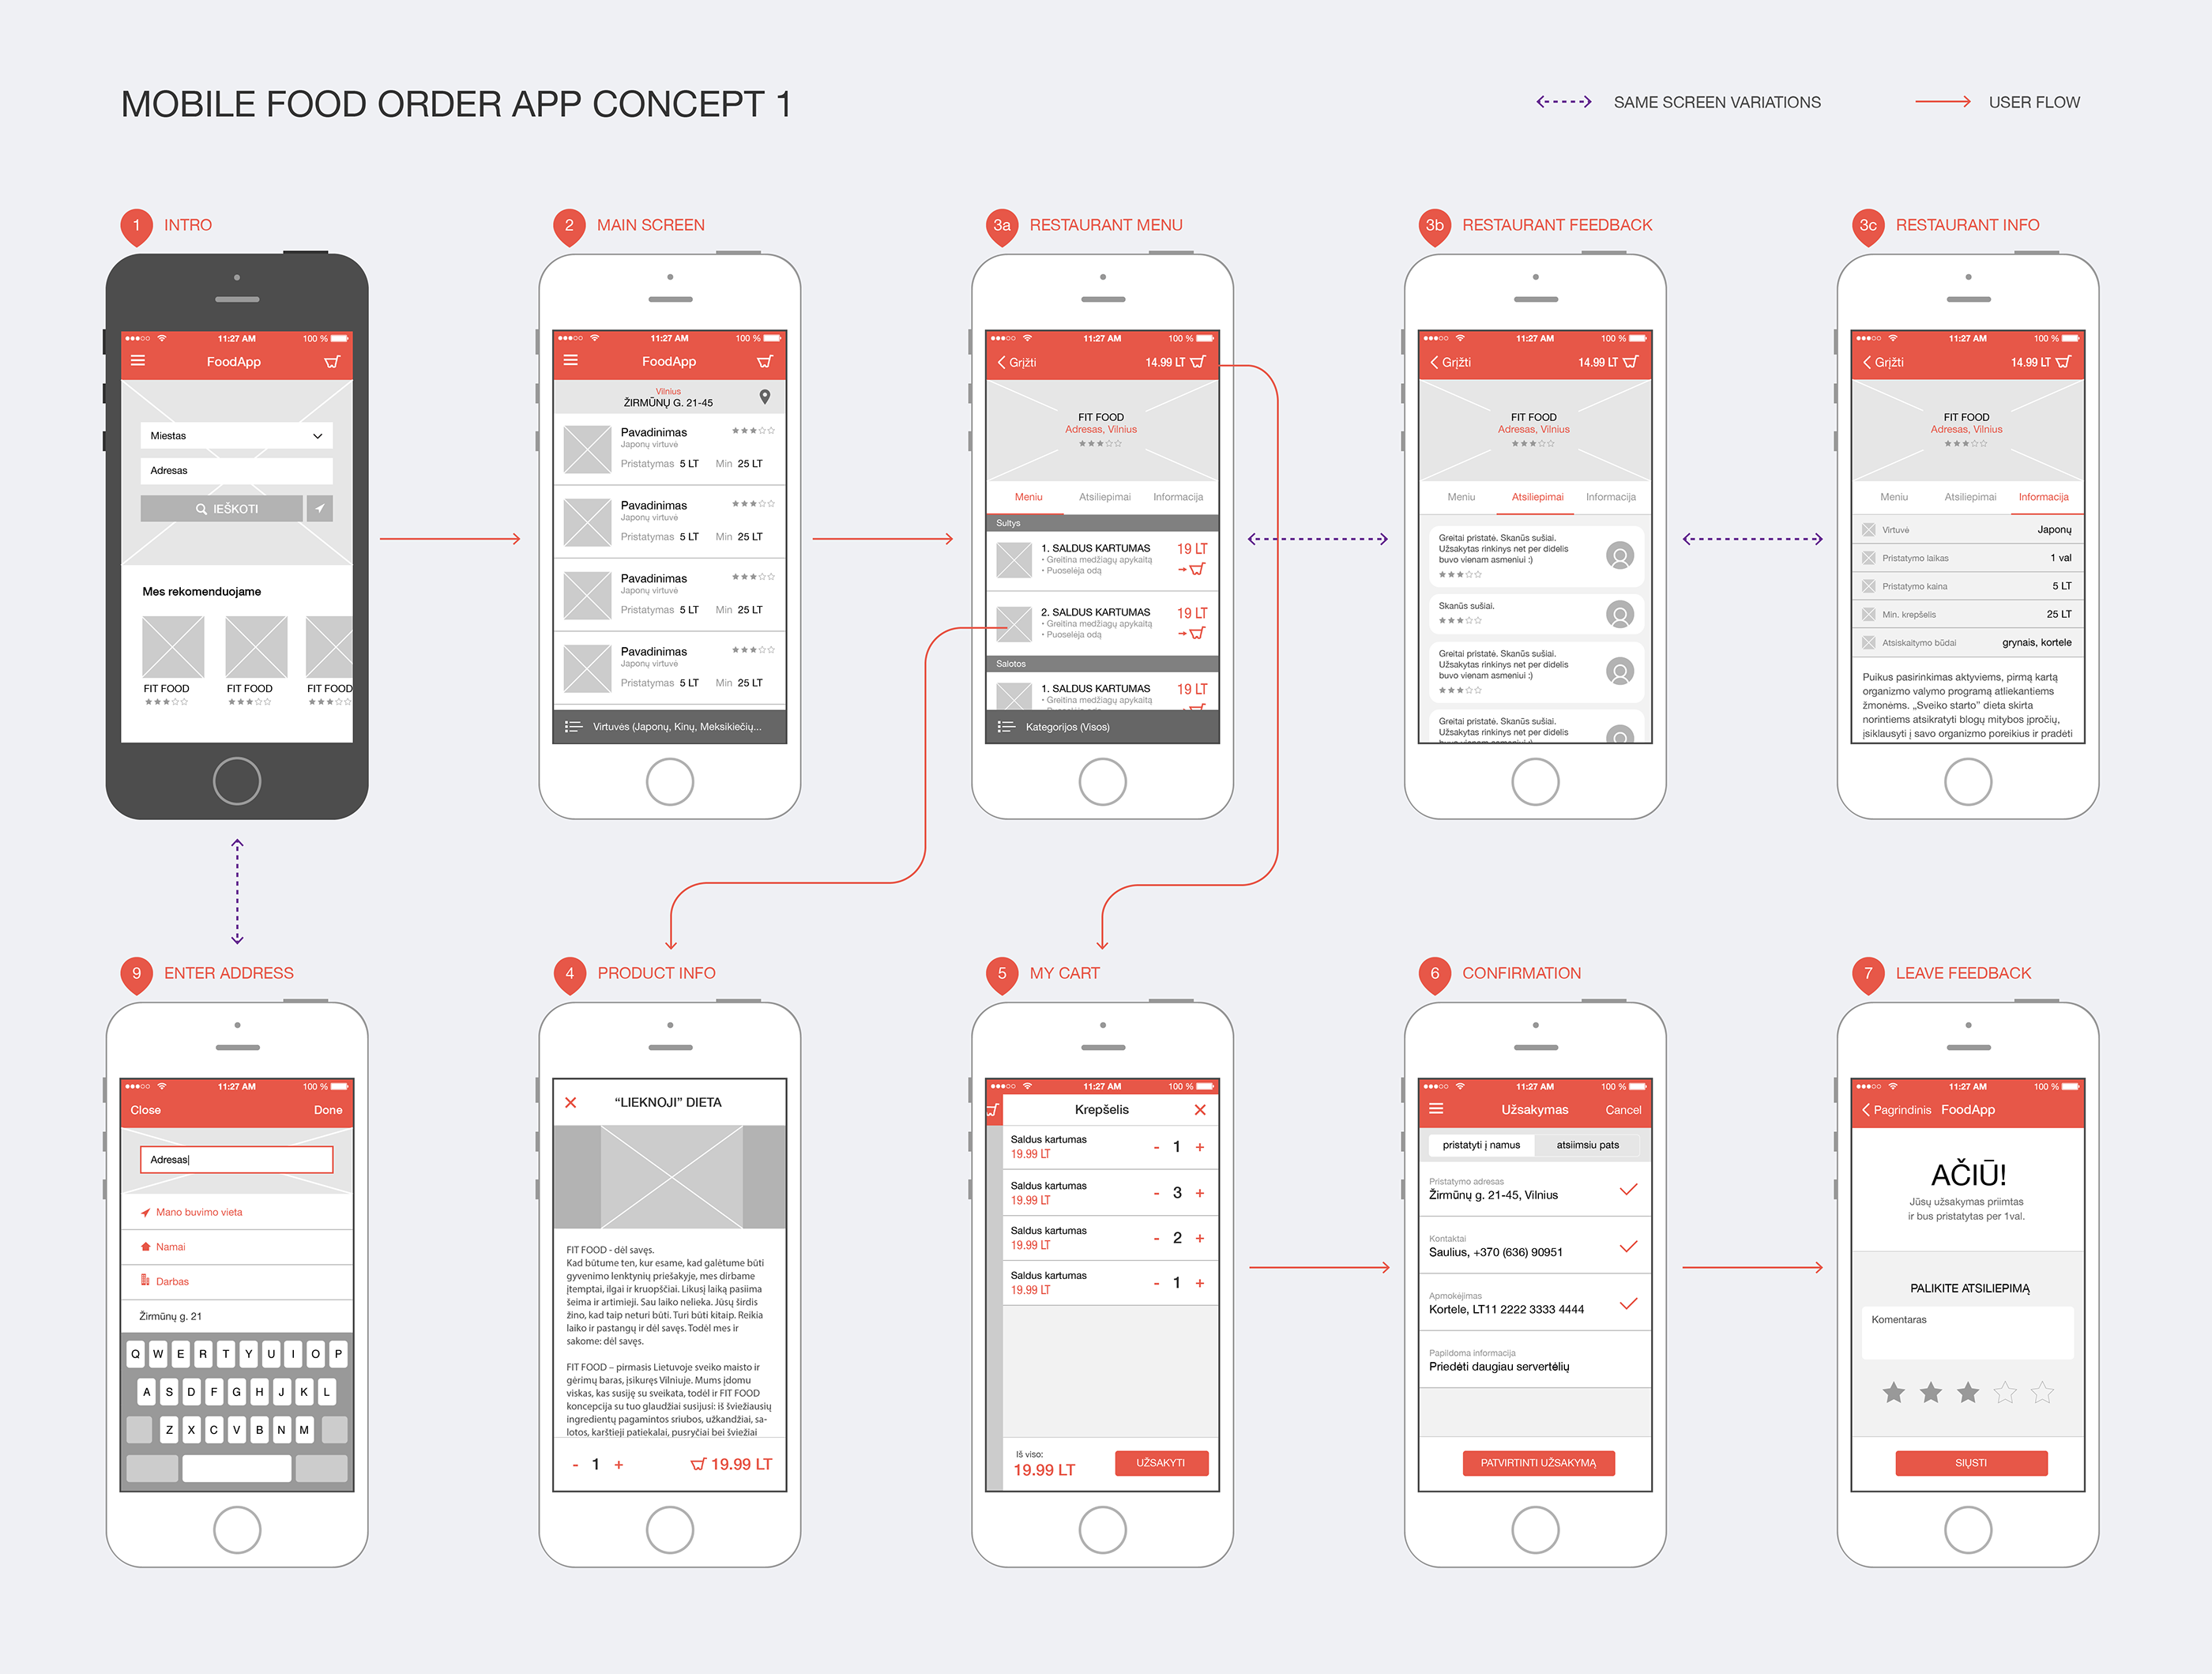 MOBILE FOOD ORDER APP CONCEPT 1
SAME SCREEN VARIATIONS
USER FLOW
1 INTRO
11:27 AM 100 %
FoodApp
Miestas
Adresas
IEŠKOTI
Mes rekomenduojame
FIT FOOD FIT FOOD FIT FOOD
2 MAIN SCREEN
11:27 AM 100 %
FoodApp
Vilnius
ŽIRMŪNŲ G. 21-45
Pavadinimas
Japonų virtuvė
Pristatymas 5 LT Min 25 LT
Pavadinimas
Japonų virtuvė
Pristatymas 5 LT Min 25 LT
Pavadinimas
Japonų virtuvė
Pristatymas 5 LT Min 25 LT
Pavadinimas
Japonų virtuvė
Pristatymas 5 LT Min 25 LT
Virtuvės (Japonų, Kinų, Meksikiečių...
3a RESTAURANT MENU
11:27 AM 100 %
Grįžti 14.99 LT
FIT FOOD
Adresas, Vilnius
Meniu Atsiliepimai Informacija
Sultys
1. SALDUS KARTUMAS 19 LT
• Greitina medžiagų apykaitą
• Puoselėja odą
2. SALDUS KARTUMAS 19 LT
• Greitina medžiagų apykaitą
• Puoselėja odą
Salotos
1. SALDUS KARTUMAS 19 LT
• Greitina medžiagų apykaitą
Kategorijos (Visos)
3b RESTAURANT FEEDBACK
11:27 AM 100 %
Grįžti 14.99 LT
FIT FOOD
Adresas, Vilnius
Meniu Atsiliepimai Informacija
Greitai pristatė. Skanūs sušiai.
Užsakytas rinkinys net per didelis
buvo vienam asmeniui :)
Skanūs sušiai.
Greitai pristatė. Skanūs sušiai.
Užsakytas rinkinys net per didelis
buvo vienam asmeniui :)
Greitai pristatė. Skanūs sušiai.
Užsakytas rinkinys net per didelis
3c RESTAURANT INFO
11:27 AM 100 %
Grįžti 14.99 LT
FIT FOOD
Adresas, Vilnius
Meniu Atsiliepimai Informacija
Virtuvė Japonų
Pristatymo laikas 1 val
Pristatymo kaina 5 LT
Min. krepšelis 25 LT
Atsiskaitymo būdai grynais, kortele
Puikus pasirinkimas aktyviems, pirmą kartą
organizmo valymo programą atliekantiems
žmonėms. „Sveiko starto" dieta skirta
norintiems atsikratyti blogų mitybos įpročių,
įsiklausyti į savo organizmo poreikius ir pradėti
9 ENTER ADDRESS
11:27 AM 100 %
Close Done
Adresas
Mano buvimo vieta
Namai
Darbas
Žirmūnų g. 21
Q W E R T Y U I O P
A S D F G H J K L
Z X C V B N M
4 PRODUCT INFO
“LIEKNOJI” DIETA
FIT FOOD - dėl savęs.
Kad būtume ten, kur esame, kad galėtume būti
gyvenimo lenktynių priešakyje, mes dirbame
įtemptai, ilgai ir kruopščiai. Likusį laiką pasiima
šeima ir artimieji. Sau laiko nelieka. Jūsų širdis
žino, kad taip neturi būti. Turi būti kitaip. Reikia
laiko ir pastangų ir dėl savęs. Todėl mes ir
sakome: dėl savęs.
FIT FOOD – pirmasis Lietuvoje sveiko maisto ir
gėrimų baras, įsikuręs Vilniuje. Mums įdomu
viskas, kas susiję su sveikata, todėl ir FIT FOOD
koncepcija su tuo glaudžiai susijusi: iš šviežiausių
ingredientų pagamintos sriubos, užkandžiai, sa-
lotos, karštieji patiekalai, pusryčiai bei šviežiai
- 1 + 19.99 LT
5 MY CART
11:27 AM 100 %
Krepšelis
Saldus kartumas
19.99 LT - 1 +
Saldus kartumas
19.99 LT - 3 +
Saldus kartumas
19.99 LT - 2 +
Saldus kartumas
19.99 LT - 1 +
Iš viso:
19.99 LT
UŽSAKYTI
6 CONFIRMATION
11:27 AM 100 %
Užsakymas Cancel
pristatyti į namus atsiimsiu pats
Pristatymo adresas
Žirmūnų g. 21-45, Vilnius
Kontaktai
Saulius, +370 (636) 90951
Apmokėjimas
Kortele, LT11 2222 3333 4444
Papildoma informacija
Priedėti daugiau servertėlių
PATVIRTINTI UŽSAKYMĄ
7 LEAVE FEEDBACK
11:27 AM 100 %
Pagrindinis FoodApp
AČIŪ!
Jūsų užsakymas priimtas
ir bus pristatytas per 1val.
PALIKITE ATSILIEPIMĄ
Komentaras
SIŲSTI